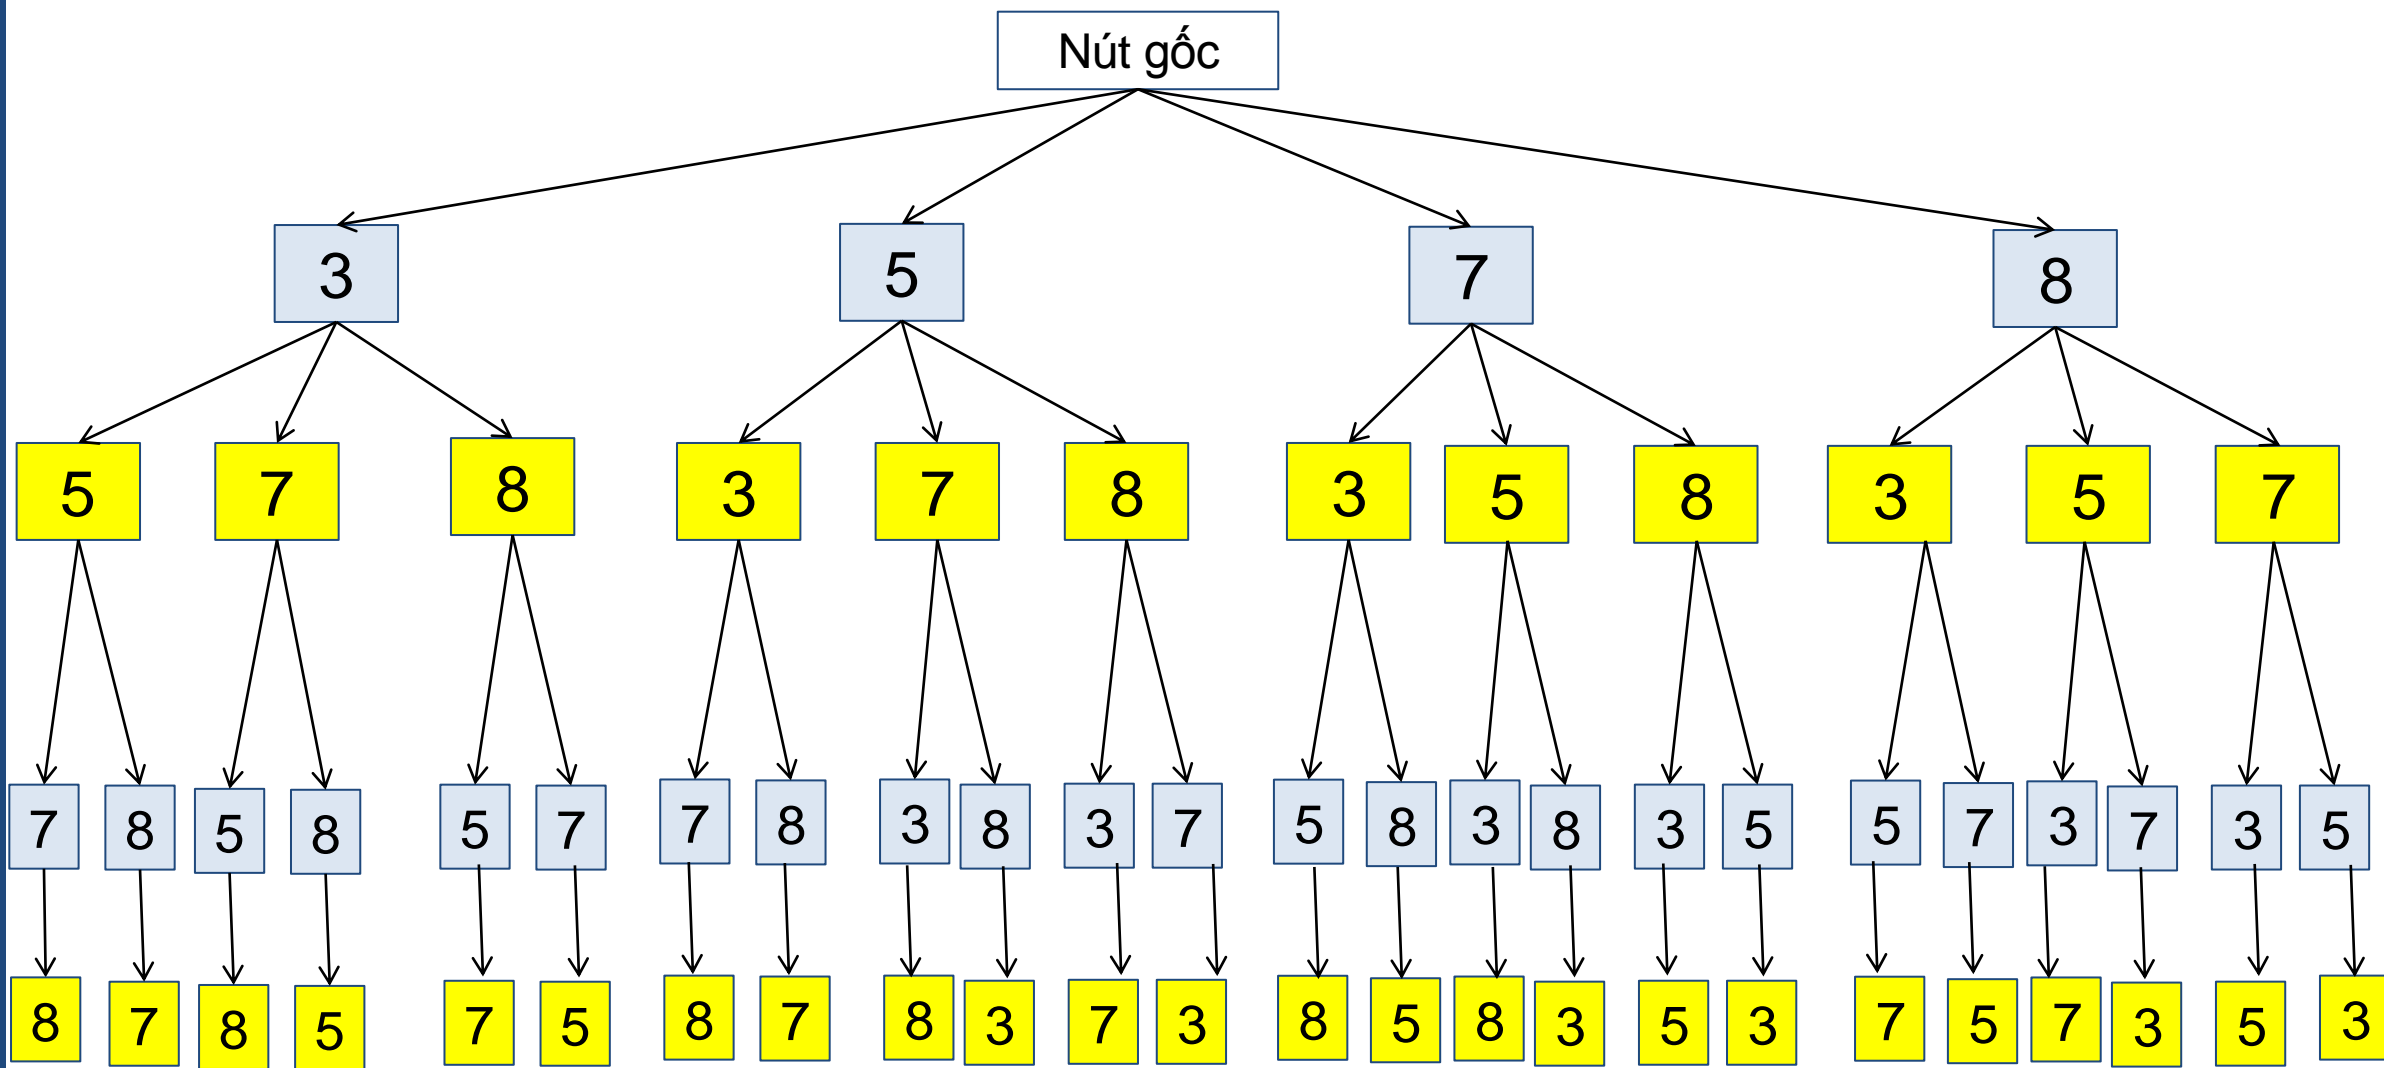 Nút gốc
3 5 7 8
5 7 8 3 7 8 3 5 8 3 5 7
7 8 5 8 5 7 7 8 3 8 3 7 5 8 3 8 3 5 5 7 3 7 3 5
8 7 8 5 7 5 8 7 8 3 7 3 8 5 8 3 5 3 7 5 7 3 5 3